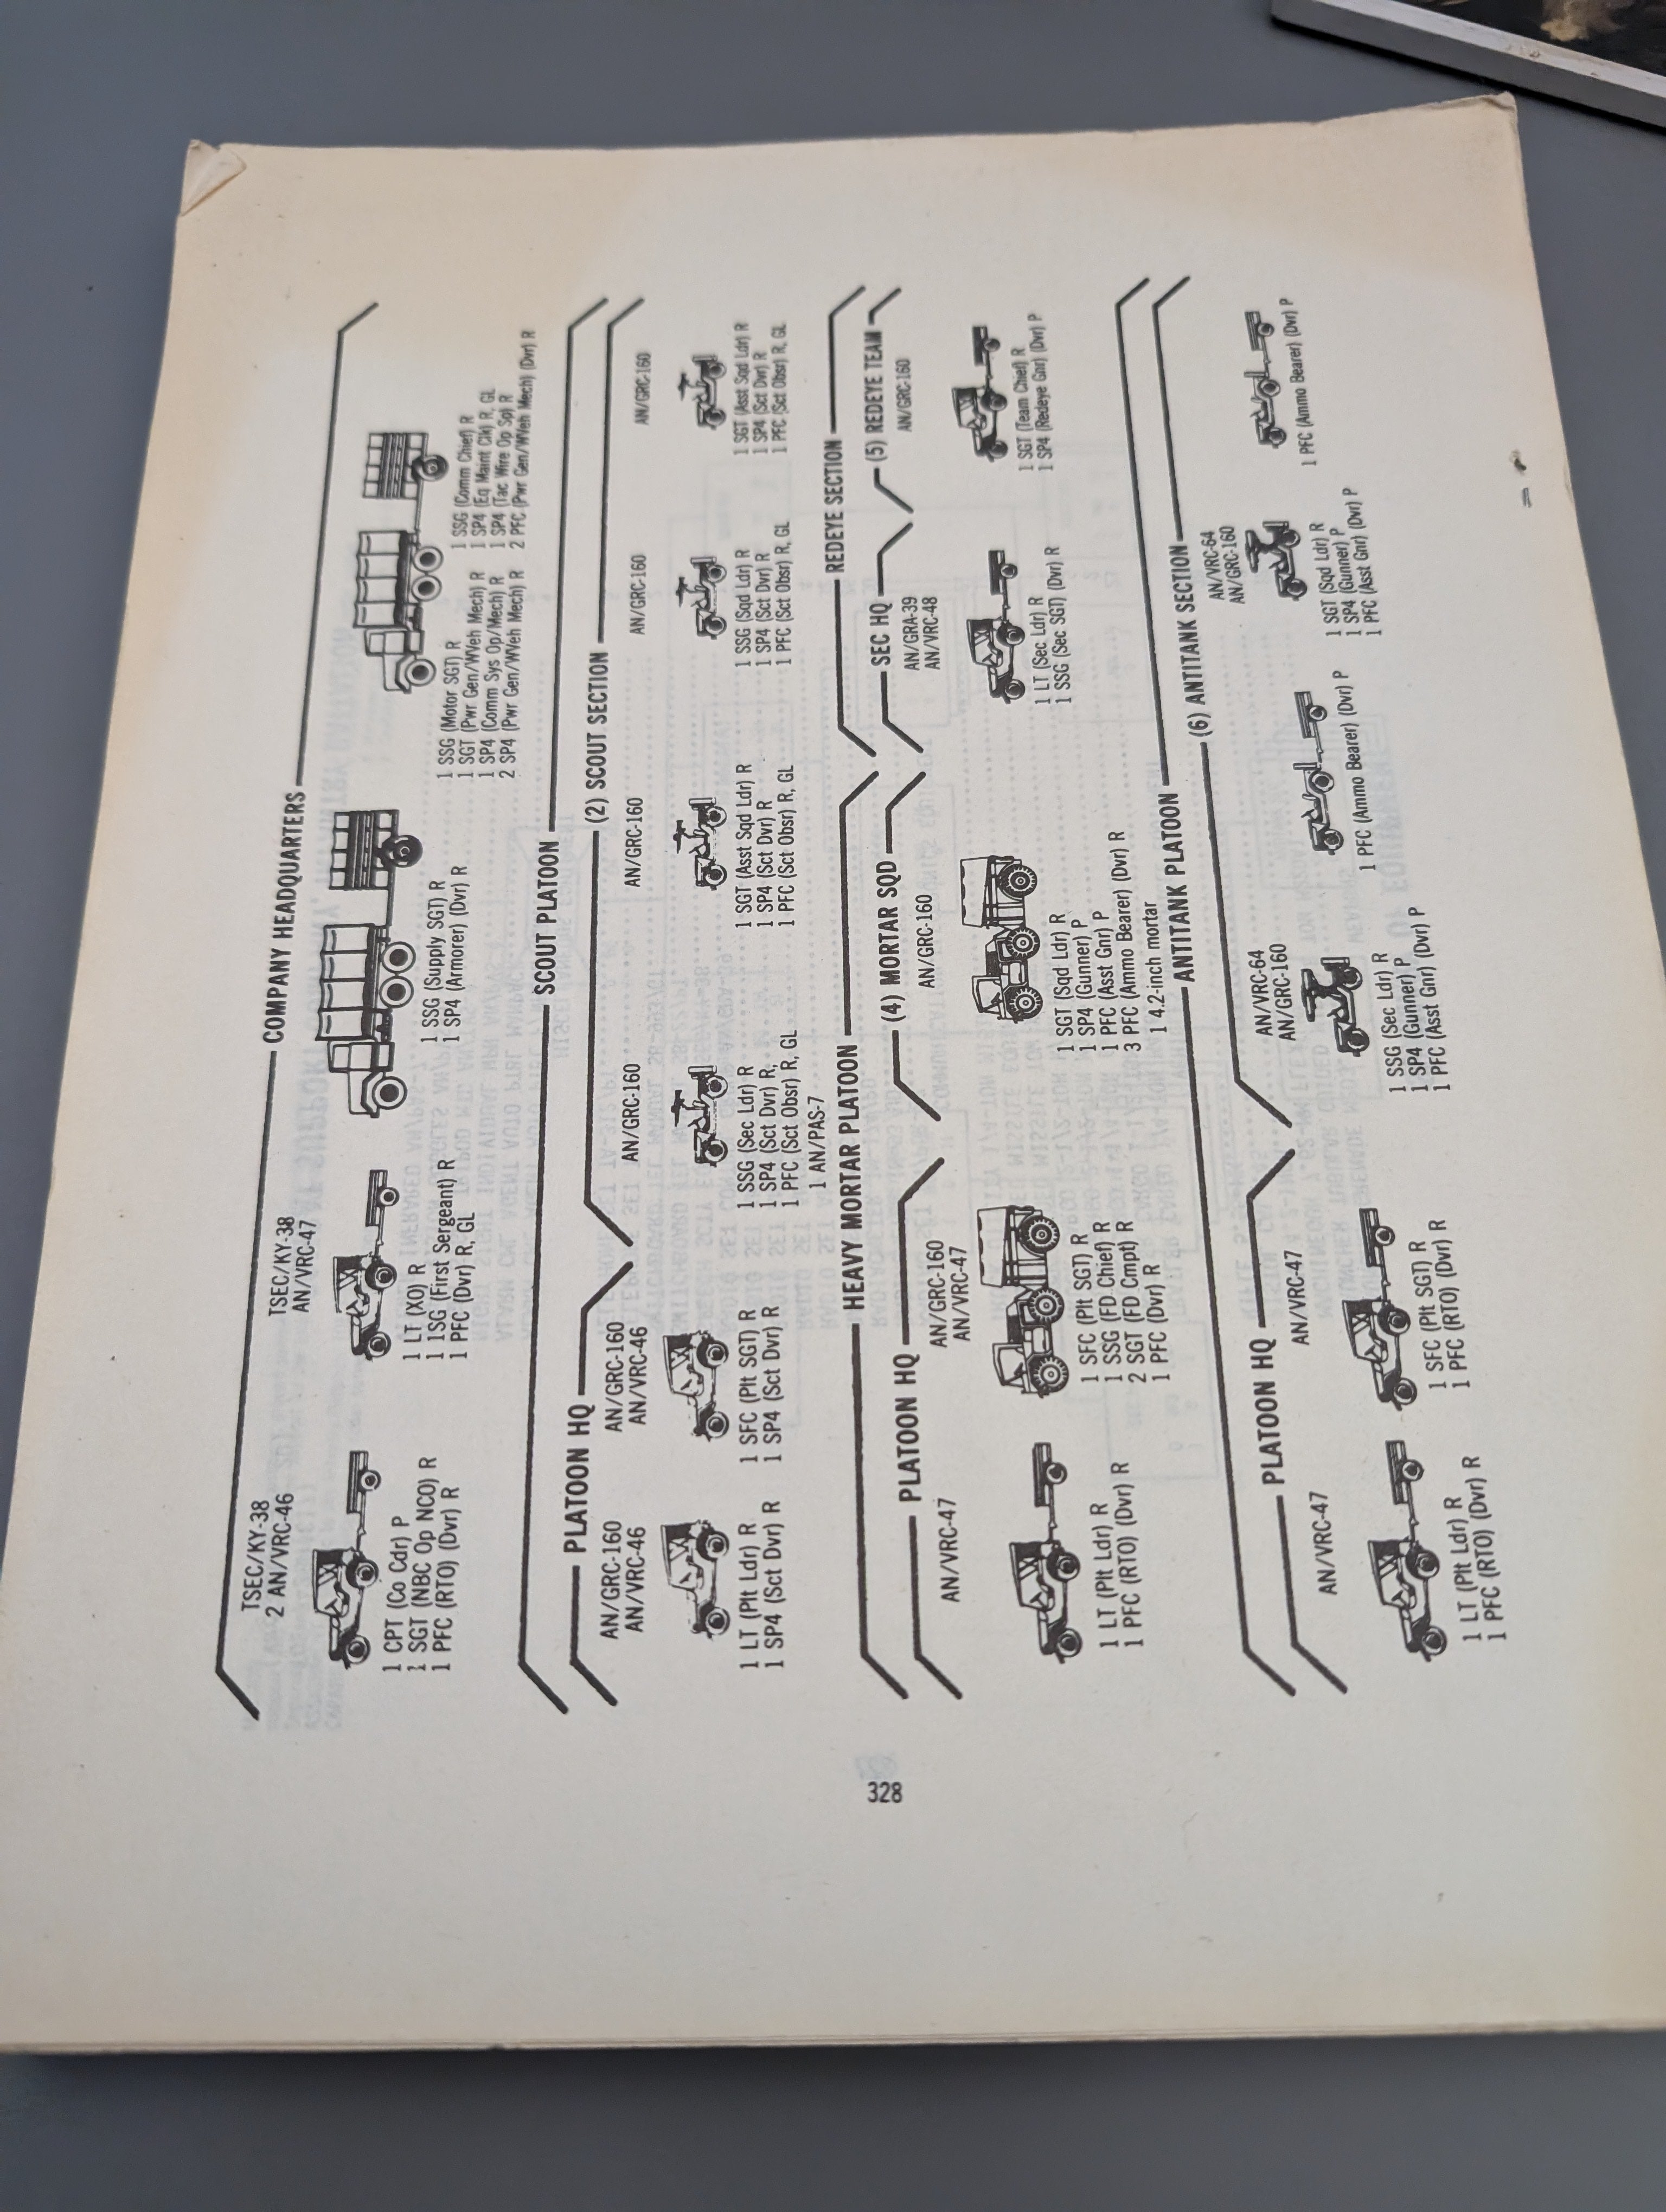 COMPANY HEADQUARTERS
TSEC/KY-38
2 AN/VRC-46
1 CPT (Co Cdr) P
1 SGT (NBC Op NCO) R
1 PFC (RTO) (Dvr) R
TSEC/KY-38
AN/VRC-47
1 LT (XO) R
1 ISG (First Sergeant) R
1 PFC (Dvr) R, GL
1 SSG (Supply SGT) R
1 SP4 (Armorer) (Dvr) R
1 SSG (Motor SGT) R
1 SGT (Pwr Gen/WVeh Mech) R
1 SP4 (Comm Sys Op/Mech) R
2 SP4 (Pwr Gen/WVeh Mech) R
1 SSG (Comm Chief) R
1 SP4 (Eq Maint Clk) R, GL
1 SP4 (Tac Wire Op Sp) R
2 PFC (Pwr Gen/WVeh Mech) (Dvr) R
SCOUT PLATOON
PLATOON HQ
AN/GRC-160
AN/VRC-46
1 LT (Plt Ldr) R
1 SP4 (Sct Dvr) R
AN/GRC-160
AN/VRC-46
1 SFC (Plt SGT) R
1 SP4 (Sct Dvr) R
(2) SCOUT SECTION
AN/GRC-160
1 SSG (Sec Ldr) R
1 SP4 (Sct Dvr) R,
1 PFC (Sct Obsr) R, GL
1 AN/PAS-7
AN/GRC-160
1 SGT (Asst Sqd Ldr) R
1 SP4 (Sct Dvr) R
1 PFC (Sct Obsr) R, GL
AN/GRC-160
1 SSG (Sqd Ldr) R
1 SP4 (Sct Dvr) R
1 PFC (Sct Obsr) R, GL
AN/GRC-160
1 SGT (Asst Sqd Ldr) R
1 SP4 (Sct Dvr) R
1 PFC (Sct Obsr) R, GL
HEAVY MORTAR PLATOON
PLATOON HQ
AN/VRC-47
1 LT (Plt Ldr) R
1 PFC (RTO) (Dvr) R
AN/GRC-160
AN/VRC-47
1 SFC (Plt SGT) R
1 SSG (FD Chief) R
2 SGT (FD Cmpt) R
1 PFC (Dvr) R
(4) MORTAR SQD
AN/GRC-160
1 SGT (Sqd Ldr) R
1 SP4 (Gunner) P
1 PFC (Asst Gnr) P
3 PFC (Ammo Bearer) (Dvr) R
1 4.2-inch mortar
REDEYE SECTION
SEC HQ
AN/GRA-39
AN/VRC-48
1 LT (Sec Ldr) R
1 SSG (Sec SGT) (Dvr) R
(5) REDEYE TEAM
AN/GRC-160
1 SGT (Team Chief) R
1 SP4 (Redeye Gnr) (Dvr) P
ANTITANK PLATOON
PLATOON HQ
AN/VRC-47
1 LT (Plt Ldr) R
1 PFC (RTO) (Dvr) R
AN/VRC-47
1 SFC (Plt SGT) R
1 PFC (RTO) (Dvr) R
(6) ANTITANK SECTION
AN/VRC-64
AN/GRC-160
1 SSG (Sec Ldr) R
1 SP4 (Gunner) P
1 PFC (Asst Gnr) (Dvr) P
1 PFC (Ammo Bearer) (Dvr) P
AN/VRC-64
AN/GRC-160
1 SGT (Sqd Ldr) R
1 SP4 (Gunner) P
1 PFC (Asst Gnr) (Dvr) P
1 PFC (Ammo Bearer) (Dvr) P
328